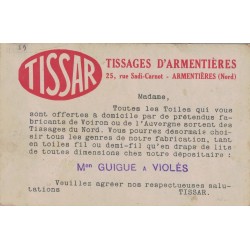 TISSAR
TISSAGES D'ARMENTIÈRES
25, rue Sadi-Carnot - ARMENTIÈRES (Nord)
Madame,
Toutes les Toiles qui vous
sont offertes à domicile par de prétendus fa-
bricants de Voiron ou de l'Auvergne sortent des
Tissages du Nord. Vous pourrez désormais choi-
sir tous les genres de notre fabrication, tant
en toiles fil ou demi-fil qu'en draps de lits
de toutes dimensions chez notre dépositaire :
Mon GUIGUE A VIOLÈS
Veuillez agréer nos respectueuses salu-
tations
TISSAR.